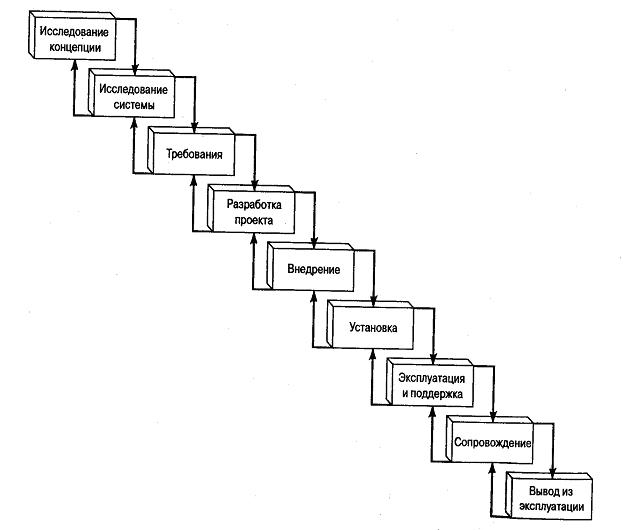 Исследование
концепции
Исследование
системы
Требования
Разработка
проекта
Внедрение
Установка
Эксплуатация
и поддержка
Сопровождение
Вывод из
эксплуатации